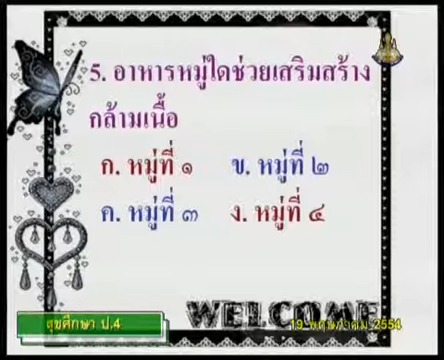 5. อาหารหมู่ใดช่วยเสริมสร้าง
กล้ามเนื้อ
ก. หมู่ที่ ๑ ข. หมู่ที่ ๒
ค. หมู่ที่ ๓ ง. หมู่ที่ ๔
WELCOME
สุขศึกษา ป.4
19 พฤษภาคม 2554